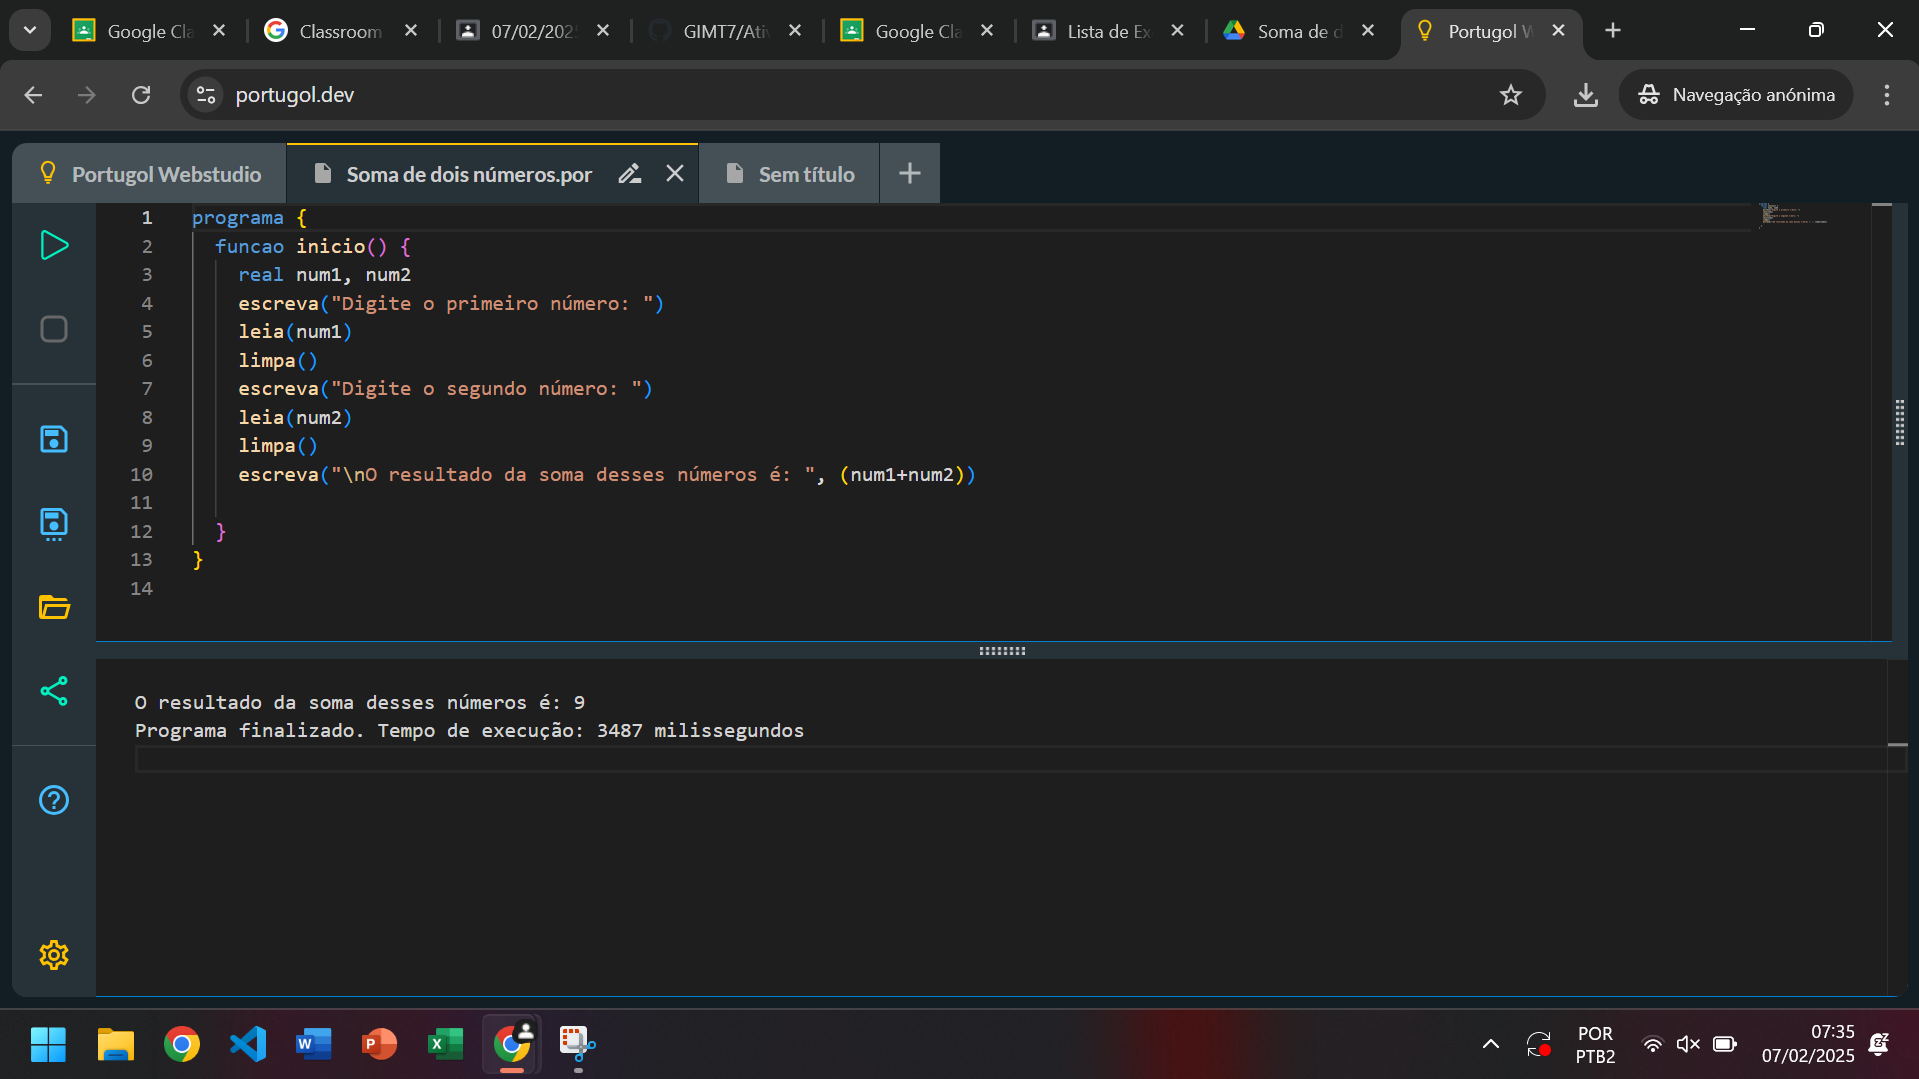 Google Cla
Classroom
07/02/202
GIMT7/Ati
Google Cla
Lista de Ex
Soma de d
Portugol W
portugol.dev
Navegação anónima
Portugol Webstudio
Soma de dois números.por
Sem título
1 programa {
2 funcao inicio() {
3 real num1, num2
4 escreva("Digite o primeiro número: ")
5 leia(num1)
6 limpa()
7 escreva("Digite o segundo número: ")
8 leia(num2)
9 limpa()
10 escreva("\nO resultado da soma desses números é: ", (num1+num2))
11
12 }
13 }
14
O resultado da soma desses números é: 9
Programa finalizado. Tempo de execução: 3487 milissegundos
POR
PTB2
07:35
07/02/2025